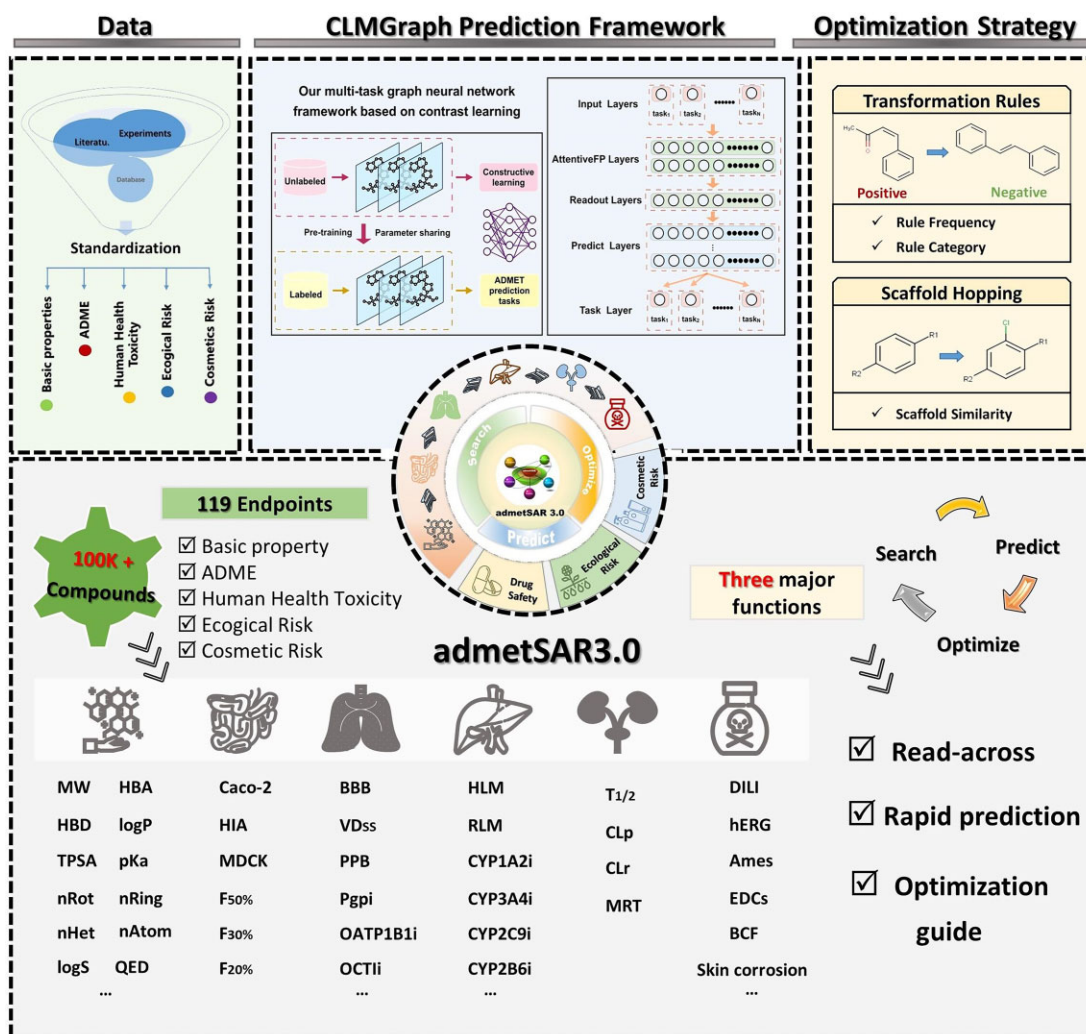 Data
CLMGraph Prediction Framework
Optimization Strategy
Literatu.
Experiments
Database
Standardization
Basic properties
ADME
Human Health
Toxicity
Ecogical Risk
Cosmetics Risk
Our multi-task graph neural network
framework based on contrast learning
Unlabeled
Constructive
learning
Pre-training
Parameter sharing
Labeled
ADMET
prediction
tasks
Input Layers
task1
task2
taskN
AttentiveFP Layers
Readout Layers
Predict Layers
Task Layer
task1
task2
taskN
Transformation Rules
H3C
O
Positive
Negative
✓ Rule Frequency
✓ Rule Category
Scaffold Hopping
R1
R2
Cl
R1
R2
✓ Scaffold Similarity
Search
Optimize
Predict
admetSAR 3.0
Cosmetic
Risk
Ecological
Risk
Drug
Safety
119 Endpoints
100K +
Compounds
☑ Basic property
☑ ADME
☑ Human Health Toxicity
☑ Ecogical Risk
☑ Cosmetic Risk
Three major
functions
Search
Predict
Optimize
admetSAR3.0
MW HBA Caco-2 BBB HLM T1/2 DILI
HBD logP HIA VDss RLM CLp hERG
TPSA pKa MDCK PPB CYP1A2i CLr Ames
nRot nRing F50% Pgpi CYP3A4i MRT EDCs
nHet nAtom F30% OATP1B1i CYP2C9i BCF
logS QED F20% OCTIi CYP2B6i Skin corrosion
... ... ... ...
☑ Read-across
☑ Rapid prediction
☑ Optimization
guide